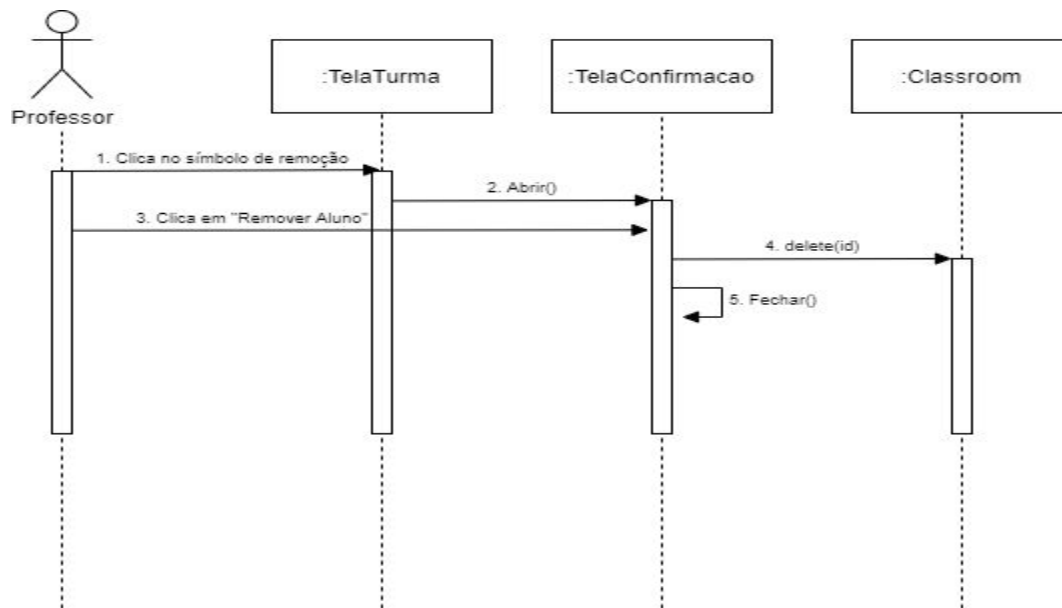 Professor
:TelaTurma
:TelaConfirmacao
:Classroom
1. Clica no símbolo de remoção
2. Abrir()
3. Clica em "Remover Aluno"
4. delete(id)
5. Fechar()